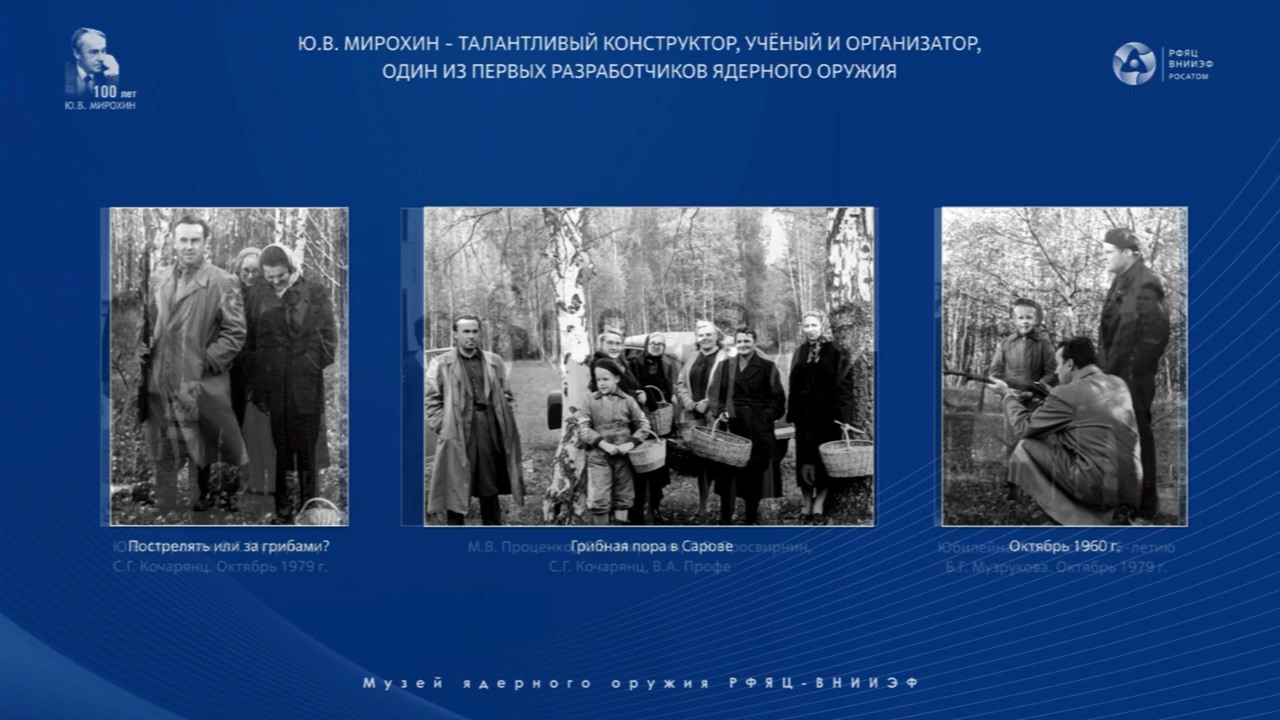 Ю.В. МИРОХИН - ТАЛАНТЛИВЫЙ КОНСТРУКТОР, УЧЁНЫЙ И ОРГАНИЗАТОР,
ОДИН ИЗ ПЕРВЫХ РАЗРАБОТЧИКОВ ЯДЕРНОГО ОРУЖИЯ
100 лет
Ю.В. МИРОХИН
РФЯЦ
ВНИИЭФ
РОСАТОМ
Пострелять или за грибами?
С.Г. Кочарянц. Октябрь 1979 г.
Грибная пора в Сарове
М.В. Проценко
С.Г. Кочарянц, В.А. Профе
Октябрь 1960 г.
-летию
Б.Г. Музрукова. Октябрь 1979 г.
Музей ядерного оружия РФЯЦ-ВНИИЭФ